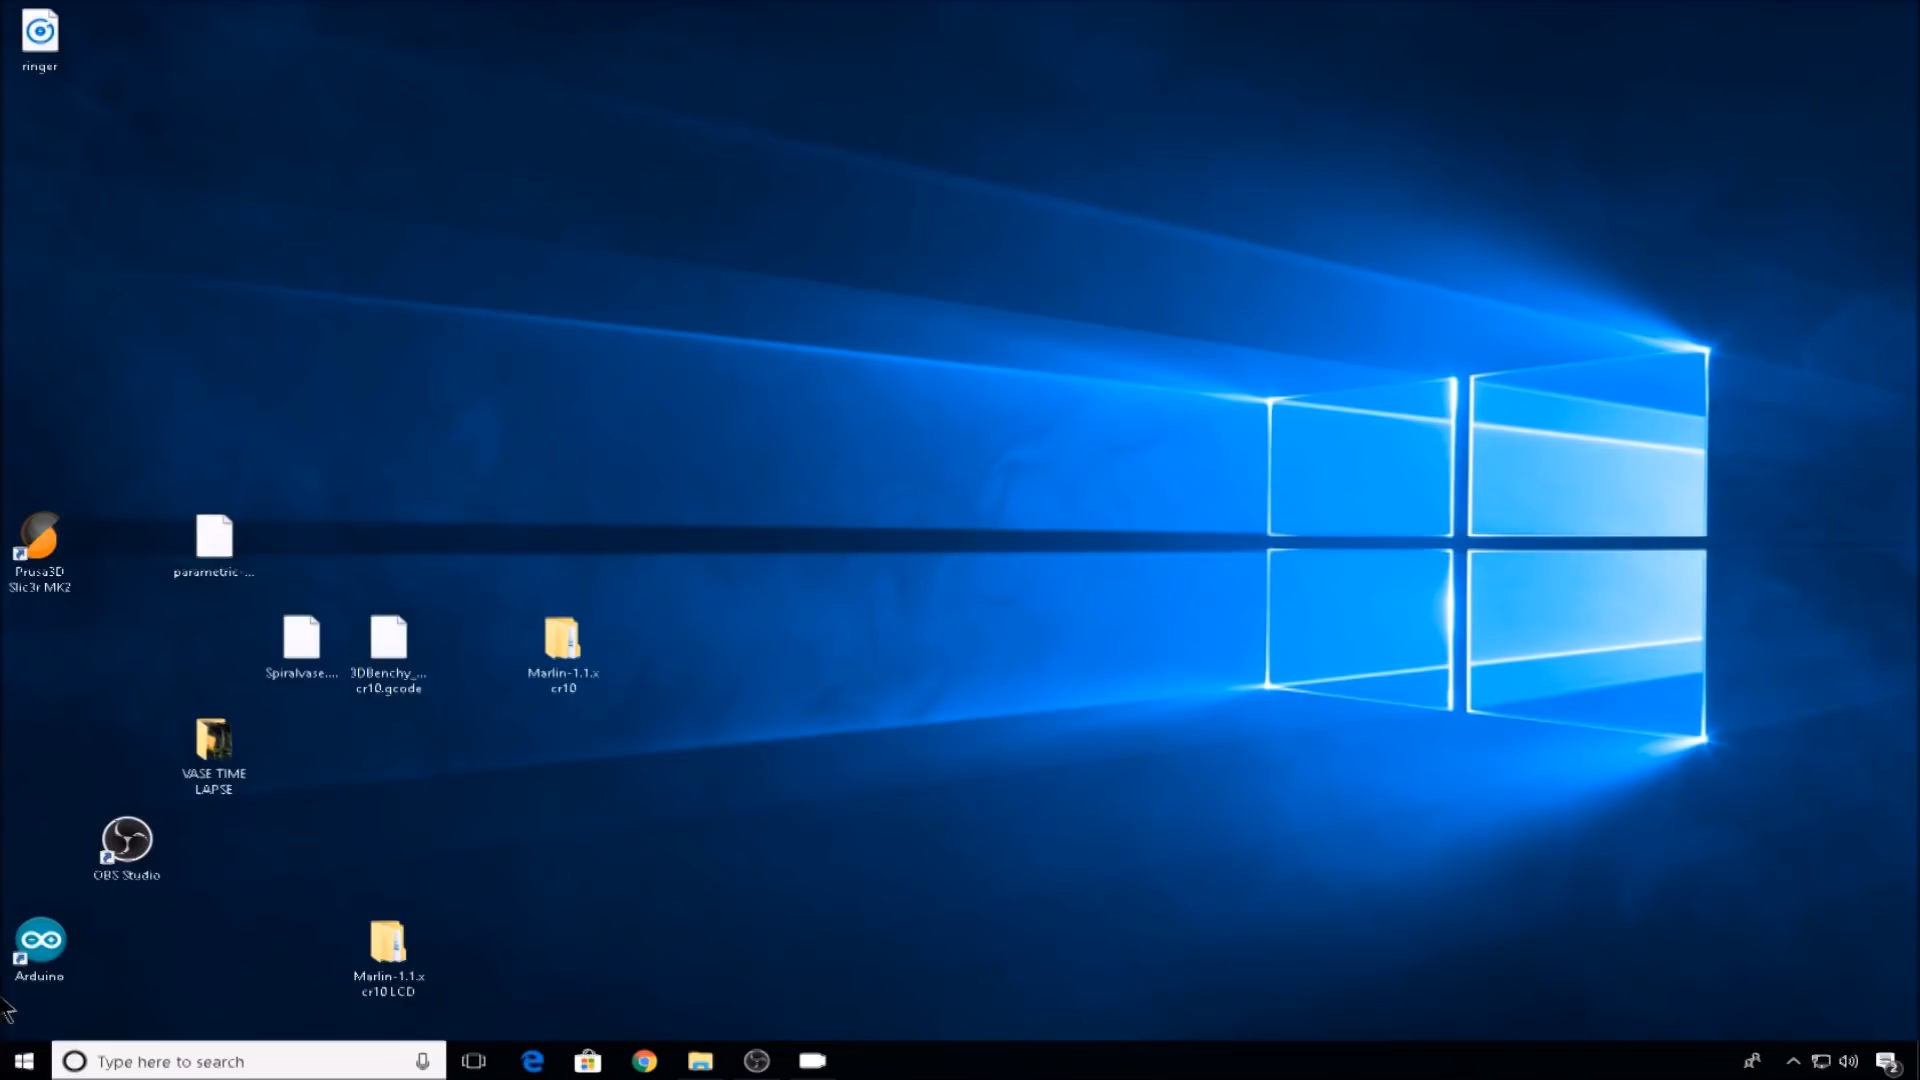 ringer
Prusa3D
Slic3r MK2
parametric-...
Spiralvase....
3DBenchy_...
cr10.gcode
Marlin-1.1.x
cr10
VASE TIME
LAPSE
OBS Studio
Arduino
Marlin-1.1.x
cr10 LCD
Type here to search
2